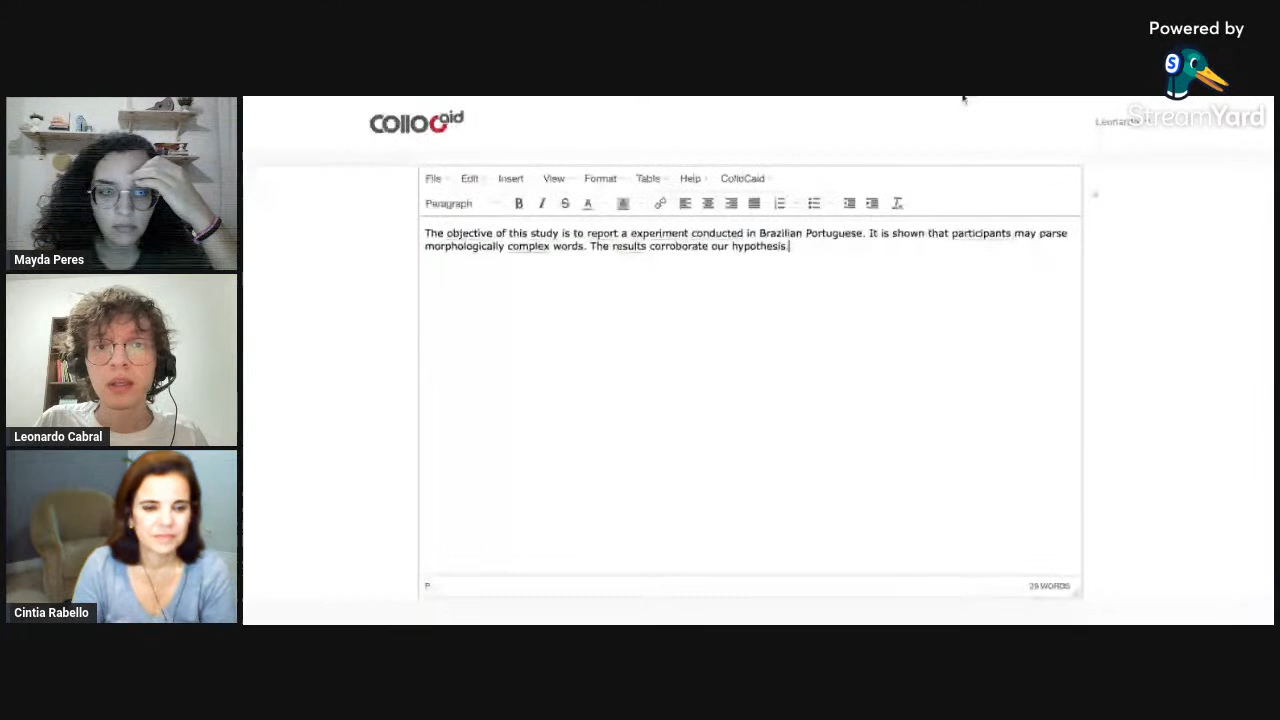 Powered by
S
StreamYard
ColloCaid
Leonardo
File Edit Insert View Format Table Help ColloCaid
Paragraph B I S A A
The objective of this study is to report a experiment conducted in Brazilian Portuguese. It is shown that participants may parse
morphologically complex words. The results corroborate our hypothesis.
P
29 WORDS
Mayda Peres
Leonardo Cabral
Cintia Rabello